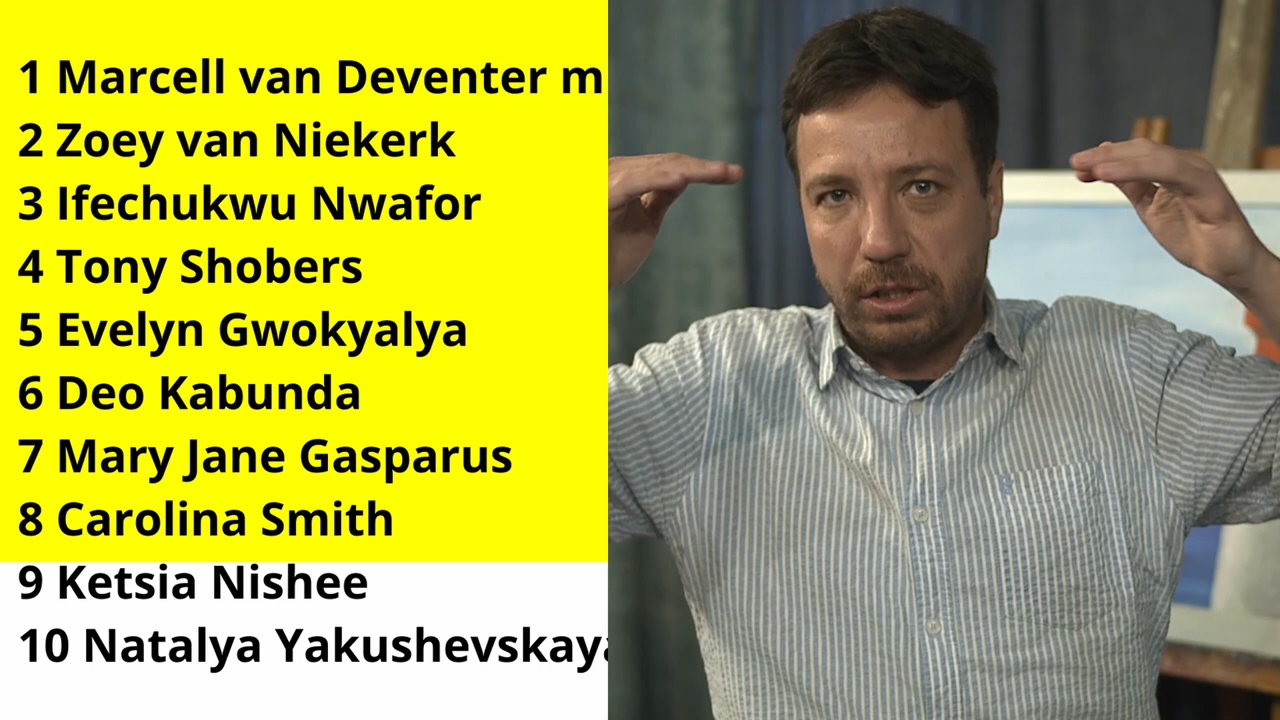 1 Marcell van Deventer m
2 Zoey van Niekerk
3 Ifechukwu Nwafor
4 Tony Shobers
5 Evelyn Gwokyalya
6 Deo Kabunda
7 Mary Jane Gasparus
8 Carolina Smith
9 Ketsia Nishee
10 Natalya Yakushevskaya